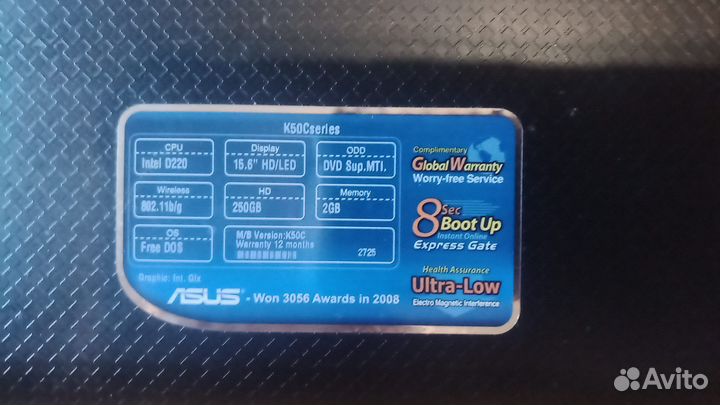 K50Cseries
CPU
Intel D220
Display
15.6" HD/LED
ODD
DVD Sup.MTI.
Wireless
802.11b/g
HD
250GB
Memory
2GB
OS
Free DOS
M/B Version:K50C
Warranty 12 months
2725
Graphic: Int. Gfx
ASUS - Won 3056 Awards in 2008
Complimentary
Global Warranty
Worry-free Service
8 Sec
Boot Up
Instant Online
Express Gate
Health Assurance
Ultra-Low
Electro Magnetic Interference
Avito